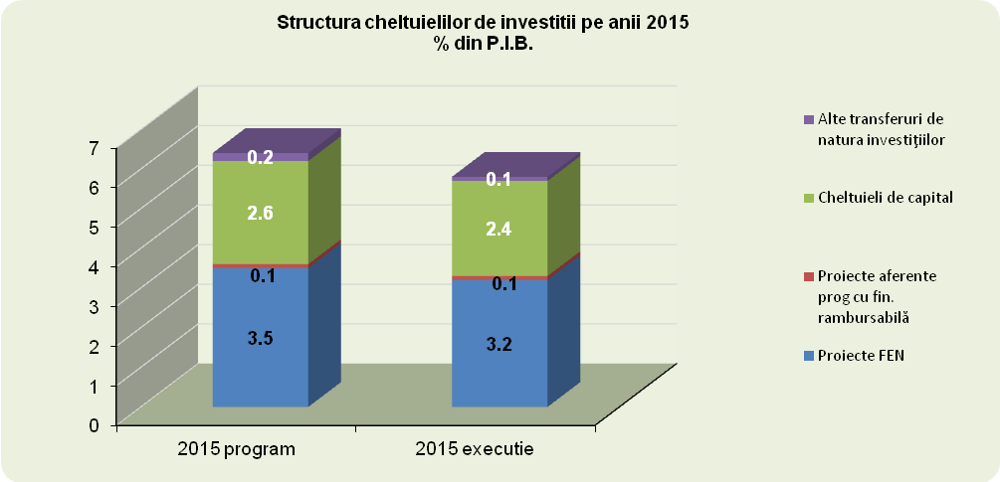 Structura cheltuielilor de investitii pe anii 2015
% din P.I.B.
7
6
5
4
3
2
1
0
0.2
2.6
0.1
3.5
0.1
2.4
0.1
3.2
2015 program
2015 executie
Alte transferuri de
natura investiţiilor
Cheltuieli de capital
Proiecte aferente
prog cu fin.
rambursabilă
Proiecte FEN